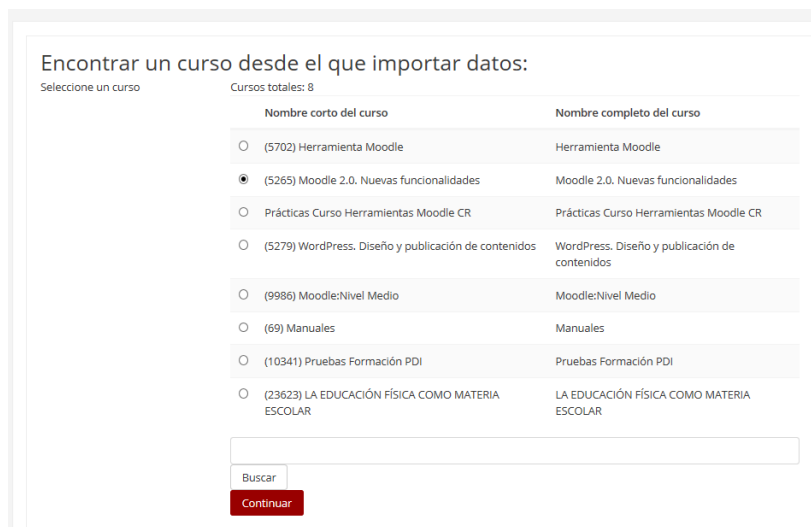 Encontrar un curso desde el que importar datos:
Seleccione un curso
Cursos totales: 8
Nombre corto del curso Nombre completo del curso
(5702) Herramienta Moodle Herramienta Moodle
(5265) Moodle 2.0. Nuevas funcionalidades Moodle 2.0. Nuevas funcionalidades
Prácticas Curso Herramientas Moodle CR Prácticas Curso Herramientas Moodle CR
(5279) WordPress. Diseño y publicación de contenidos WordPress. Diseño y publicación de
contenidos
(9986) Moodle:Nivel Medio Moodle:Nivel Medio
(69) Manuales Manuales
(10341) Pruebas Formación PDI Pruebas Formación PDI
(23623) LA EDUCACIÓN FÍSICA COMO MATERIA LA EDUCACIÓN FÍSICA COMO MATERIA
ESCOLAR ESCOLAR
Buscar
Continuar